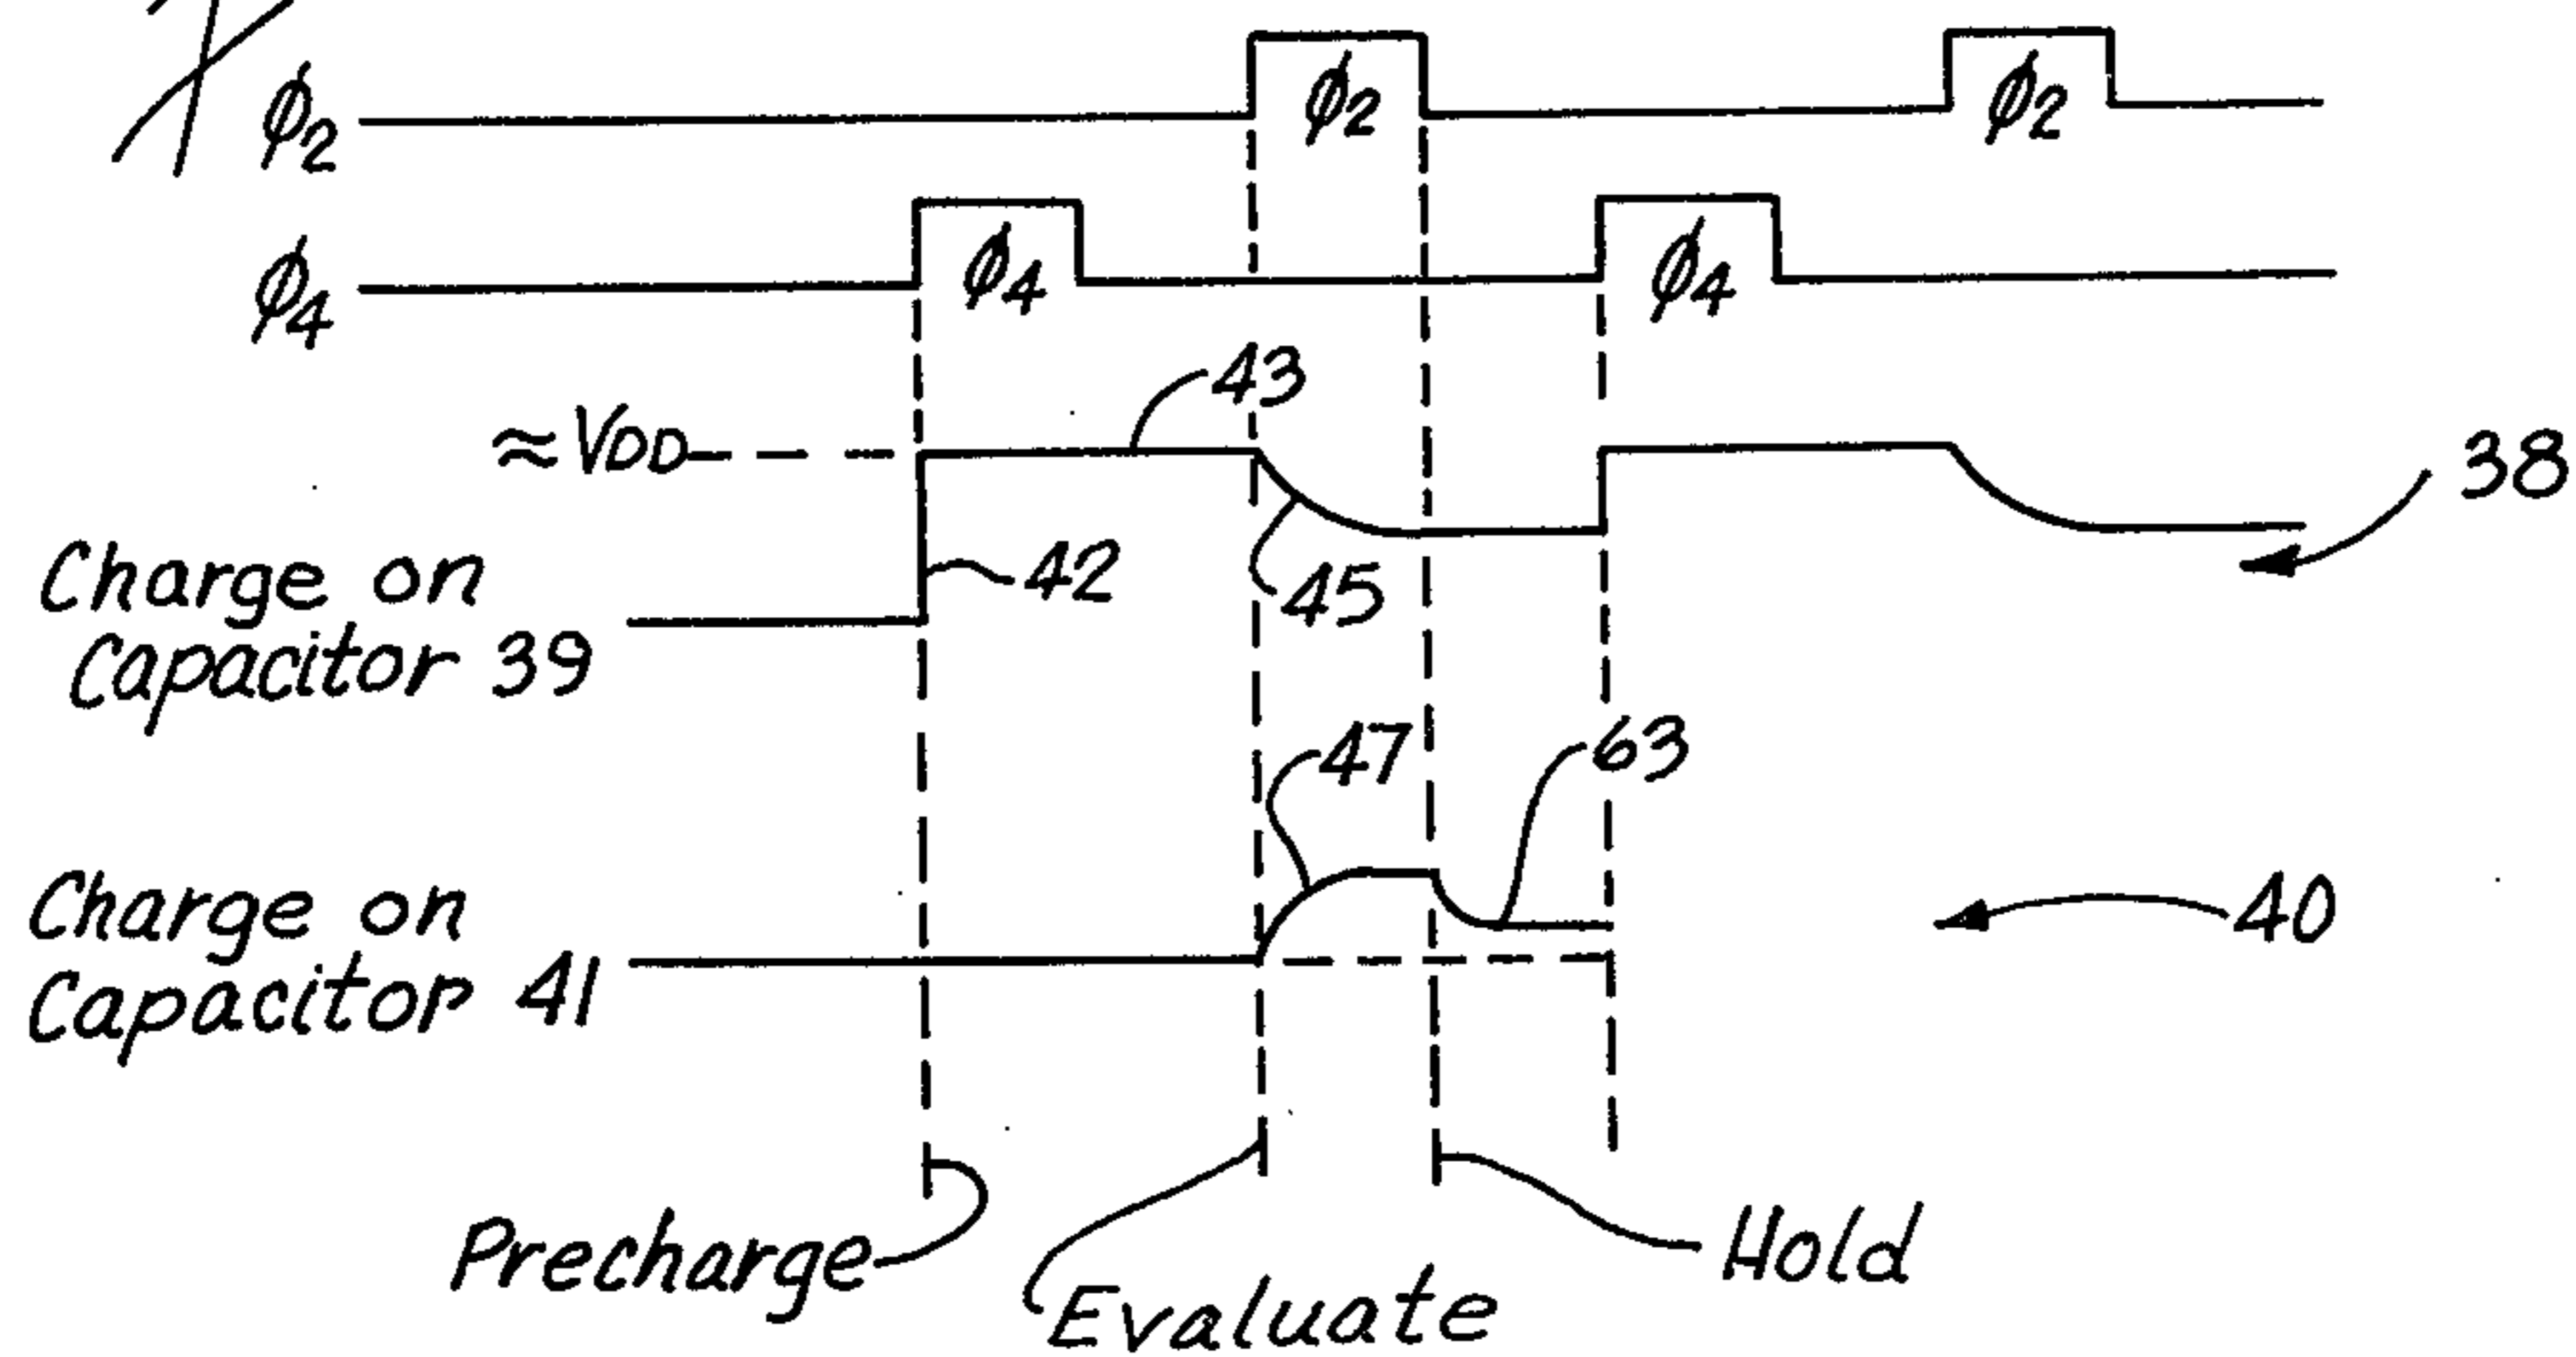 ϕ2
ϕ2
ϕ2
ϕ4
ϕ4
ϕ4
43
≈ VDD
38
42
45
Charge on
Capacitor 39
47
63
Charge on
Capacitor 41
40
Precharge
Evaluate
Hold